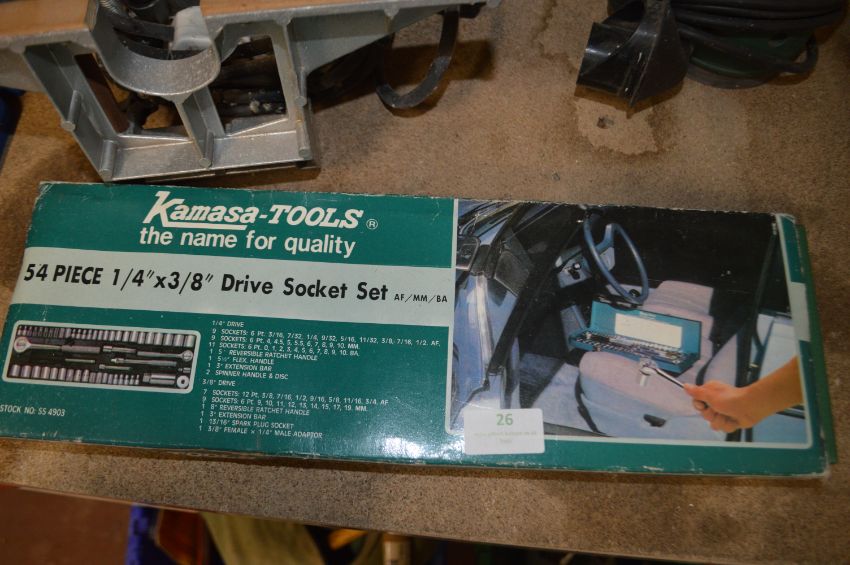 Kamasa-TOOLS ®
the name for quality
54 PIECE 1/4"x3/8" Drive Socket Set AF/MM/BA
1/4" DRIVE
9 SOCKETS: 6 Pt. 3/16, 7/32, 1/4, 9/32, 5/16, 11/32, 3/8, 7/16, 1/2. AF.
9 SOCKETS: 6 Pt. 4, 4.5, 5, 5.5, 6, 7, 8, 9, 10. MM.
11 SOCKETS: 6 Pt. 0, 1, 2, 3, 4, 5, 6, 7, 8, 9, 10. BA.
1 5" REVERSIBLE RATCHET HANDLE
1 5½" FLEX. HANDLE
1 3" EXTENSION BAR
2 SPINNER HANDLE & DISC
3/8" DRIVE
7 SOCKETS: 12 Pt. 3/8, 7/16, 1/2, 9/16, 5/8, 11/16, 3/4. AF
9 SOCKETS: 6 Pt. 9, 10, 11, 12, 13, 14, 15, 17, 19. MM.
1 8" REVERSIBLE RATCHET HANDLE
1 3" EXTENSION BAR
1 13/16" SPARK PLUG SOCKET
1 3/8" FEMALE × 1/4" MALE ADAPTOR
STOCK NO: 55 4903
26